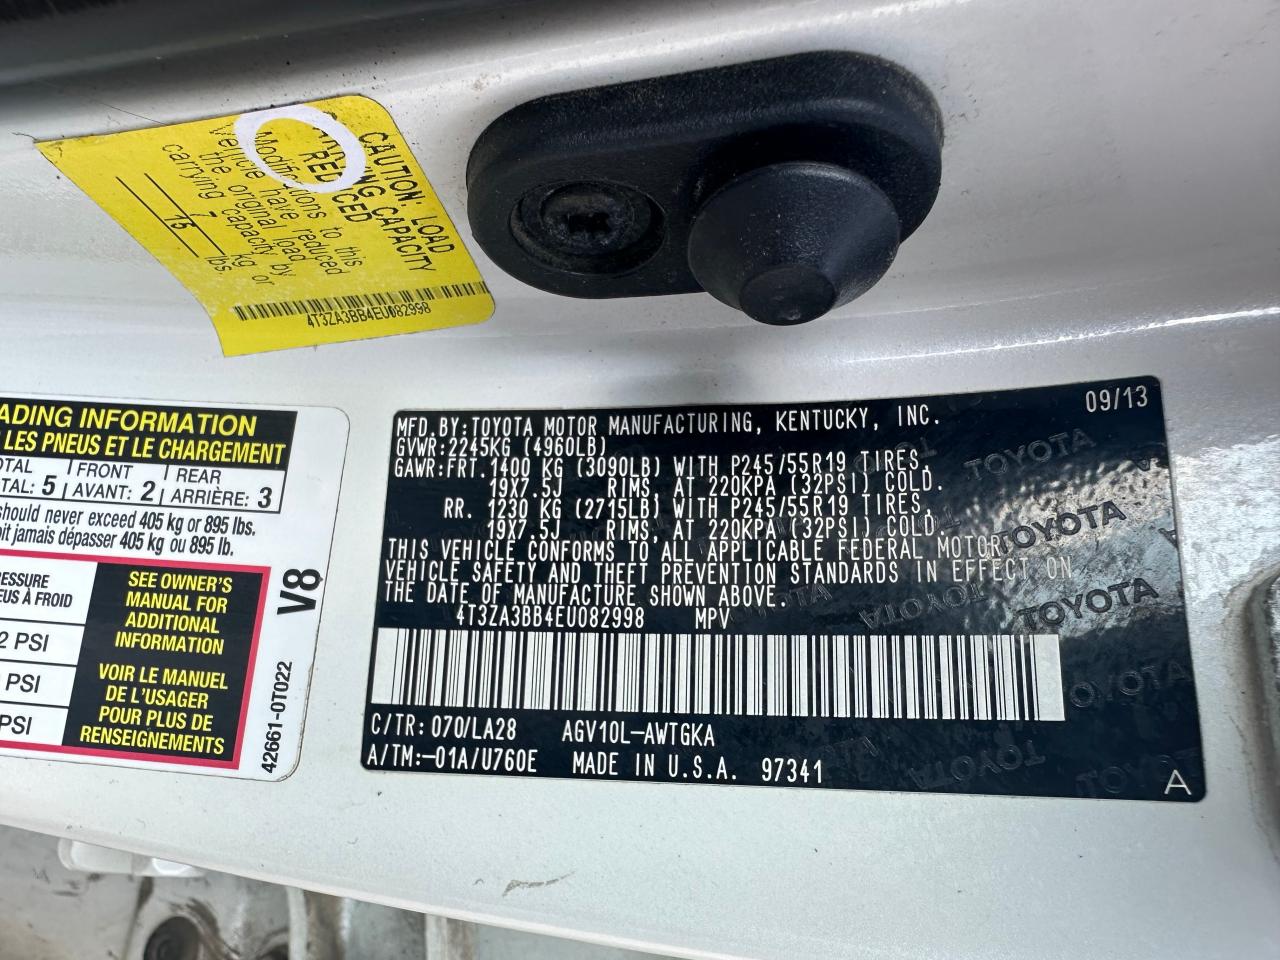 CAUTION: LOAD
CARRYING CAPACITY
REDUCED
Modifications to this
vehicle have reduced
the original load
carrying capacity by
7 kg or
15 lbs.
4T3ZA3BB4EU082998
ADING INFORMATION
LES PNEUS ET LE CHARGEMENT
OTAL FRONT REAR
TAL: 5 AVANT: 2 ARRIÈRE: 3
should never exceed 405 kg or 895 lbs.
it jamais dépasser 405 kg ou 895 lb.
ESSURE
EUS À FROID
2 PSI
PSI
PSI
SEE OWNER'S
MANUAL FOR
ADDITIONAL
INFORMATION
VOIR LE MANUEL
DE L'USAGER
POUR PLUS DE
RENSEIGNEMENTS
V8
42661-0T022
09/13
MFD. BY: TOYOTA MOTOR MANUFACTURING, KENTUCKY, INC.
GVWR: 2245KG (4960LB)
GAWR: FRT. 1400 KG (3090LB) WITH P245/55R19 TIRES,
19X7.5J RIMS, AT 220KPA (32PSI) COLD.
RR. 1230 KG (2715LB) WITH P245/55R19 TIRES,
19X7.5J RIMS, AT 220KPA (32PSI) COLD.
THIS VEHICLE CONFORMS TO ALL APPLICABLE FEDERAL MOTOR
VEHICLE SAFETY AND THEFT PREVENTION STANDARDS IN EFFECT ON
THE DATE OF MANUFACTURE SHOWN ABOVE.
4T3ZA3BB4EU082998 MPV
C/TR: 070/LA28 AGV10L-AWTGKA
A/TM:-01A/U760E MADE IN U.S.A. 97341
A
TOYOTA
TOYOTA
TOYOTA
TOYOTA
TOYOTA